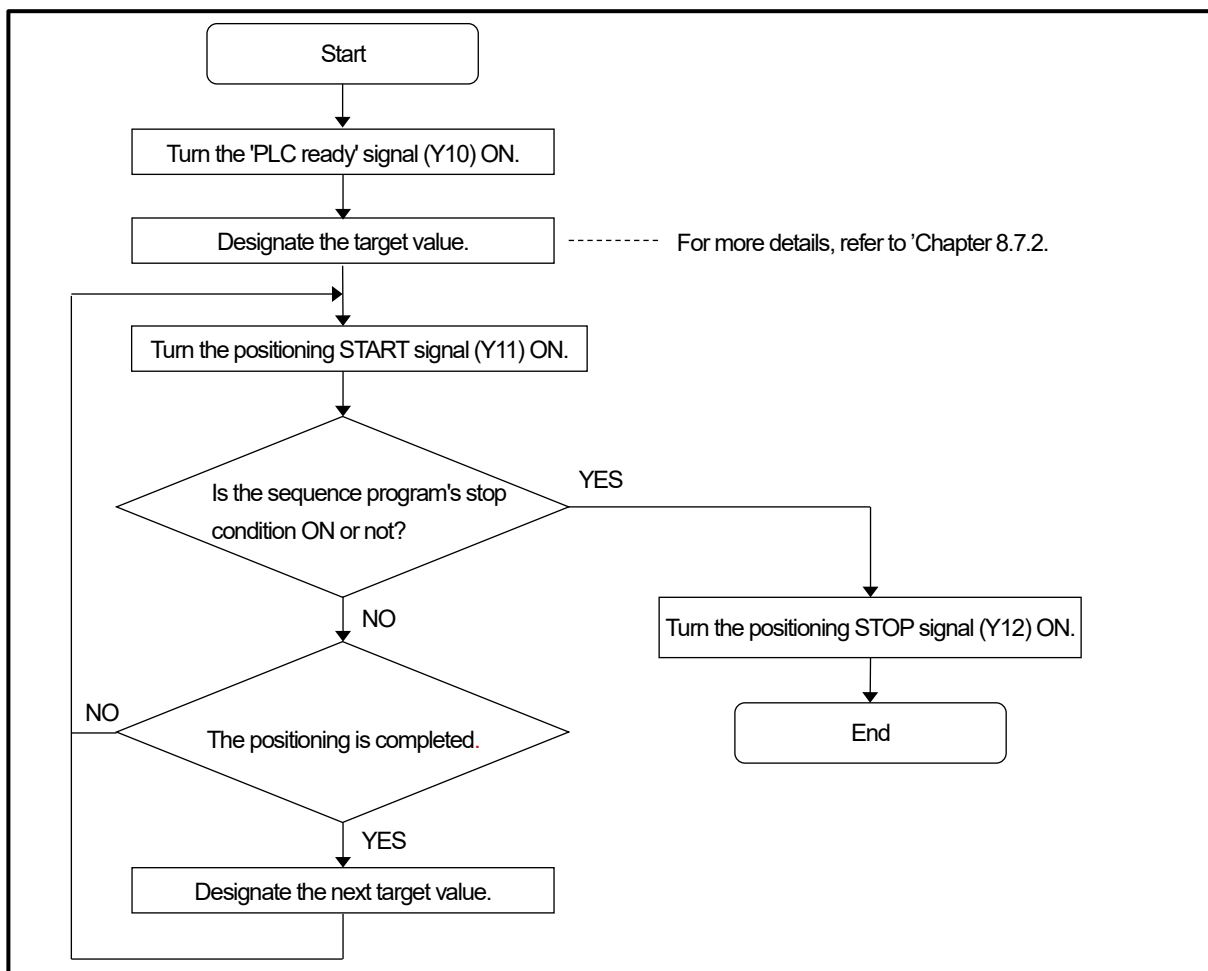 Start
Turn the 'PLC ready' signal (Y10) ON.
Designate the target value.
For more details, refer to ’Chapter 8.7.2.
Turn the positioning START signal (Y11) ON.
Is the sequence program's stop
condition ON or not?
YES
NO
Turn the positioning STOP signal (Y12) ON.
End
The positioning is completed.
NO
YES
Designate the next target value.